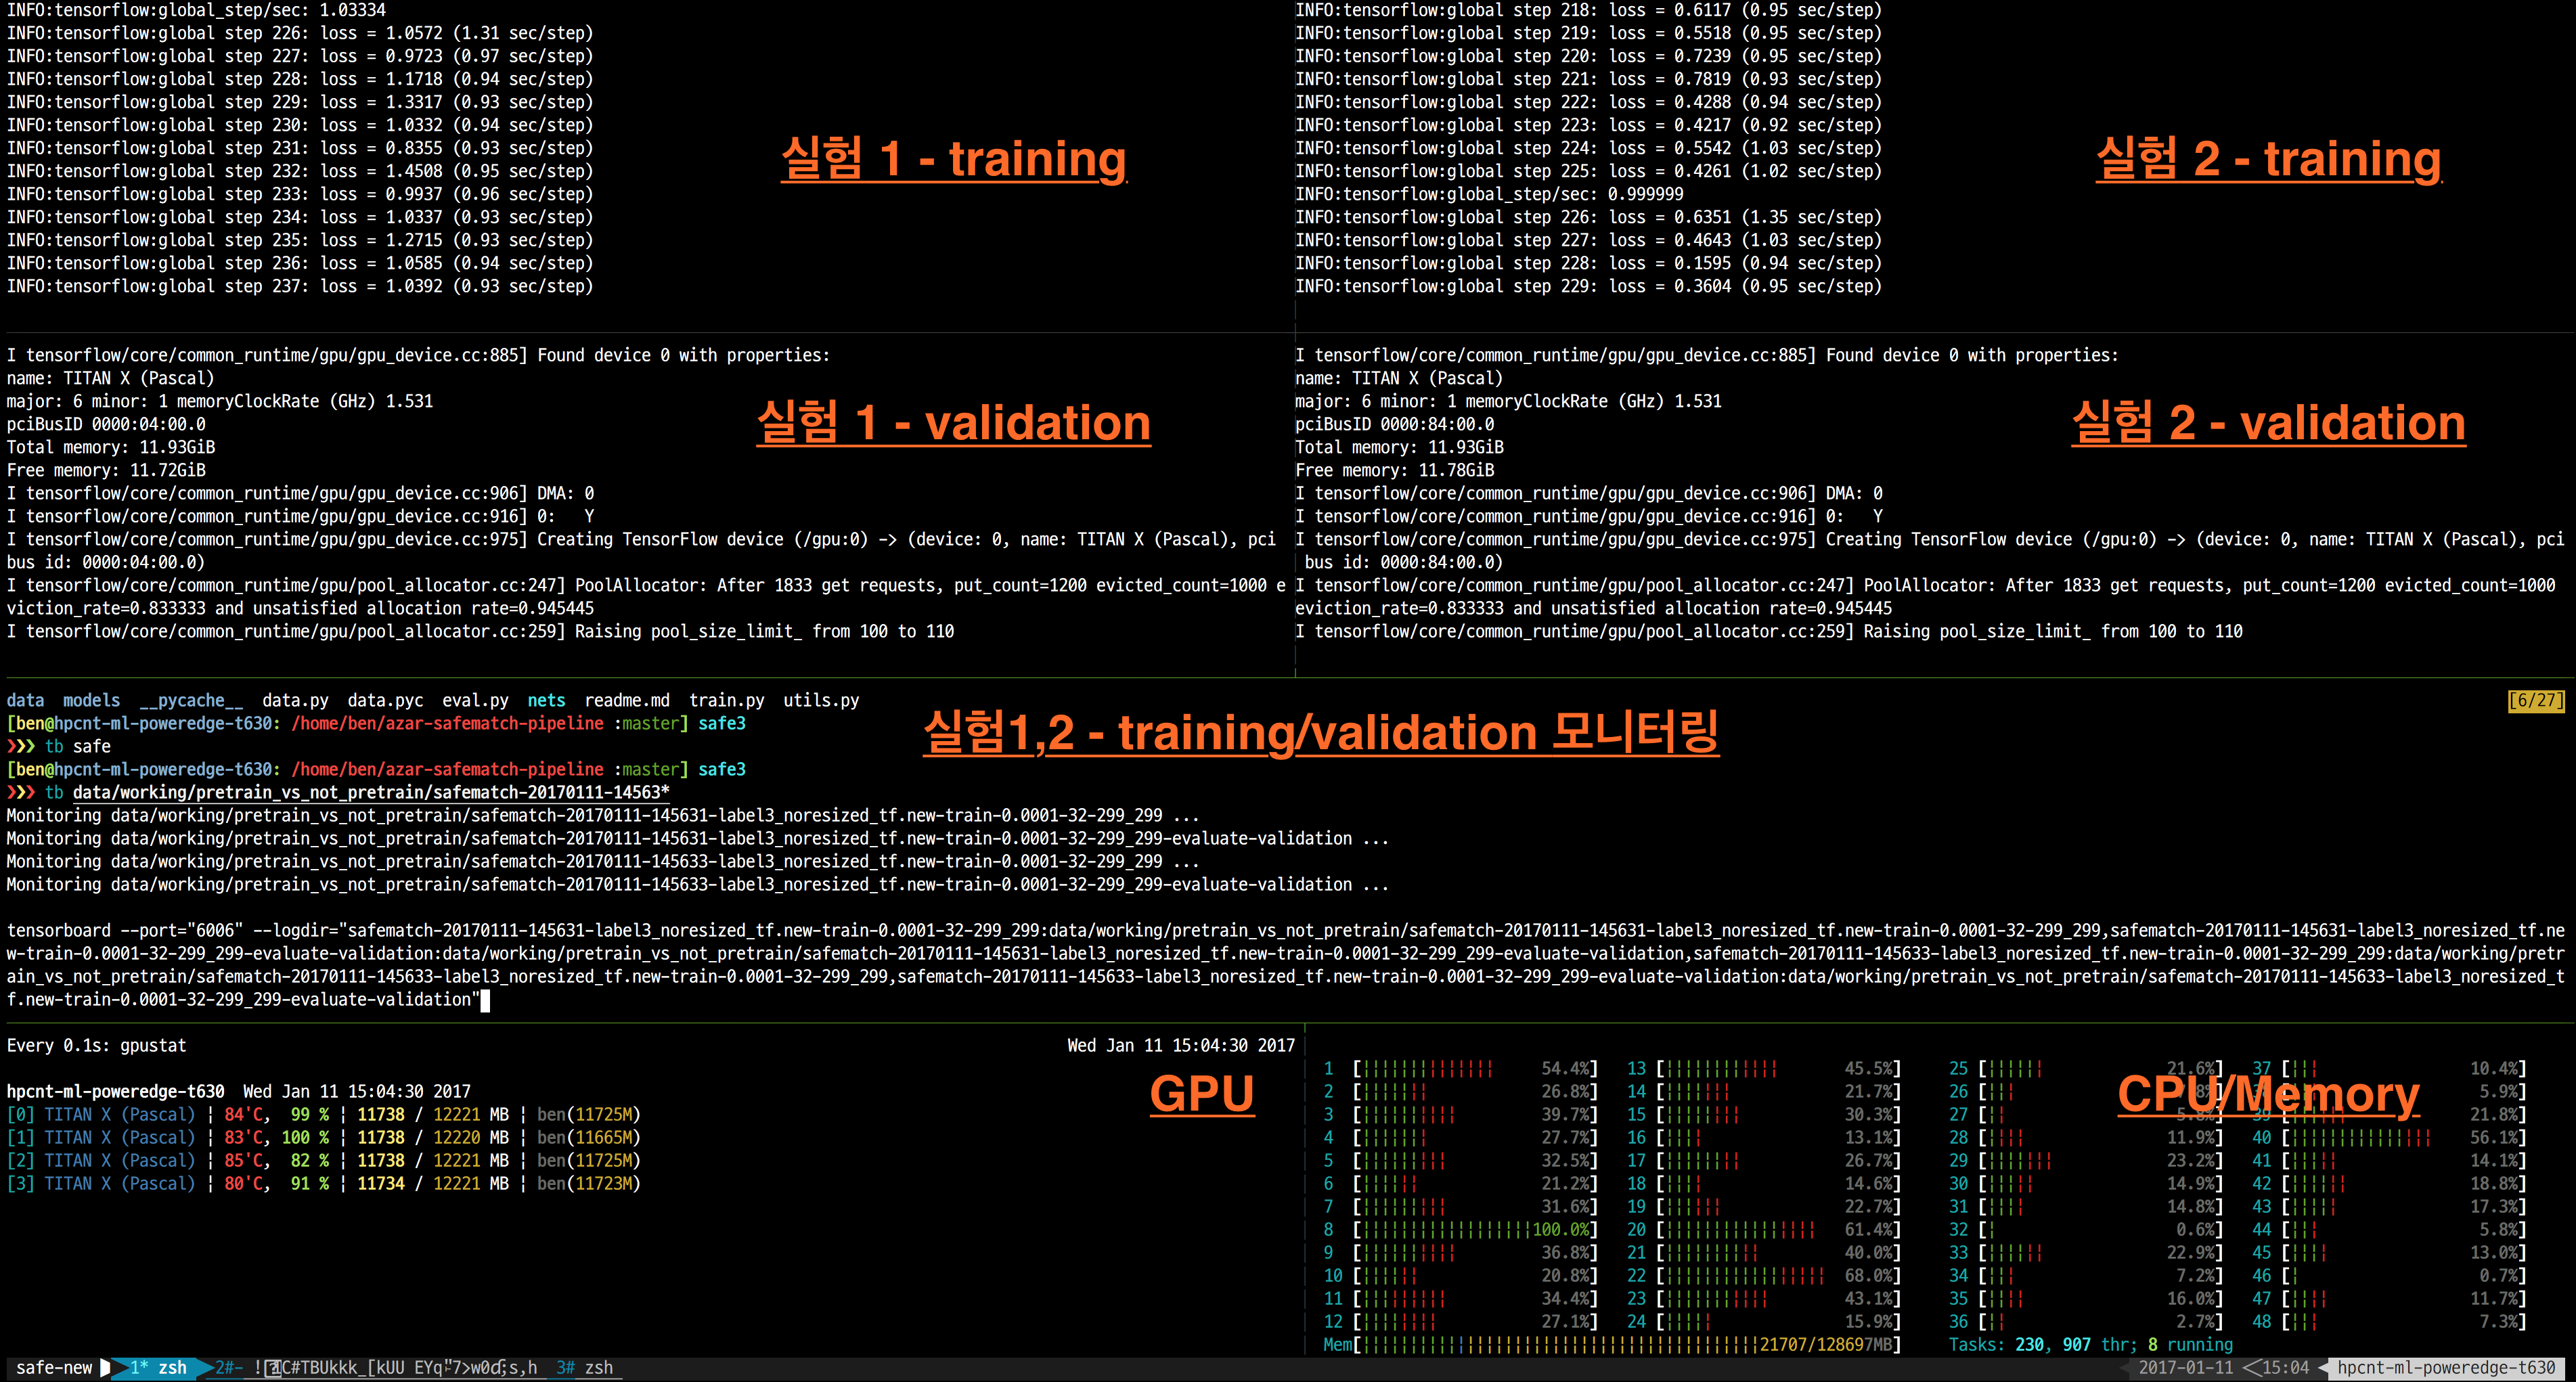 INFO:tensorflow:global_step/sec: 1.03334
INFO:tensorflow:global step 226: loss = 1.0572 (1.31 sec/step)
INFO:tensorflow:global step 227: loss = 0.9723 (0.97 sec/step)
INFO:tensorflow:global step 228: loss = 1.1718 (0.94 sec/step)
INFO:tensorflow:global step 229: loss = 1.3317 (0.93 sec/step)
INFO:tensorflow:global step 230: loss = 1.0332 (0.94 sec/step)
INFO:tensorflow:global step 231: loss = 0.8355 (0.93 sec/step)
INFO:tensorflow:global step 232: loss = 1.4508 (0.95 sec/step)
INFO:tensorflow:global step 233: loss = 0.9937 (0.96 sec/step)
INFO:tensorflow:global step 234: loss = 1.0337 (0.93 sec/step)
INFO:tensorflow:global step 235: loss = 1.2715 (0.93 sec/step)
INFO:tensorflow:global step 236: loss = 1.0585 (0.94 sec/step)
INFO:tensorflow:global step 237: loss = 1.0392 (0.93 sec/step)
실험 1 - training
INFO:tensorflow:global step 218: loss = 0.6117 (0.95 sec/step)
INFO:tensorflow:global step 219: loss = 0.5518 (0.95 sec/step)
INFO:tensorflow:global step 220: loss = 0.7239 (0.95 sec/step)
INFO:tensorflow:global step 221: loss = 0.7819 (0.93 sec/step)
INFO:tensorflow:global step 222: loss = 0.4288 (0.94 sec/step)
INFO:tensorflow:global step 223: loss = 0.4217 (0.92 sec/step)
INFO:tensorflow:global step 224: loss = 0.5542 (1.03 sec/step)
INFO:tensorflow:global step 225: loss = 0.4261 (1.02 sec/step)
INFO:tensorflow:global_step/sec: 0.999999
INFO:tensorflow:global step 226: loss = 0.6351 (1.35 sec/step)
INFO:tensorflow:global step 227: loss = 0.4643 (1.03 sec/step)
INFO:tensorflow:global step 228: loss = 0.1595 (0.94 sec/step)
INFO:tensorflow:global step 229: loss = 0.3604 (0.95 sec/step)
실험 2 - training
I tensorflow/core/common_runtime/gpu/gpu_device.cc:885] Found device 0 with properties:
name: TITAN X (Pascal)
major: 6 minor: 1 memoryClockRate (GHz) 1.531
pciBusID 0000:04:00.0
Total memory: 11.93GiB
Free memory: 11.72GiB
I tensorflow/core/common_runtime/gpu/gpu_device.cc:906] DMA: 0
I tensorflow/core/common_runtime/gpu/gpu_device.cc:916] 0:   Y
I tensorflow/core/common_runtime/gpu/gpu_device.cc:975] Creating TensorFlow device (/gpu:0) -> (device: 0, name: TITAN X (Pascal), pci
bus id: 0000:04:00.0)
I tensorflow/core/common_runtime/gpu/pool_allocator.cc:247] PoolAllocator: After 1833 get requests, put_count=1200 evicted_count=1000 e
viction_rate=0.833333 and unsatisfied allocation rate=0.945445
I tensorflow/core/common_runtime/gpu/pool_allocator.cc:259] Raising pool_size_limit_ from 100 to 110
실험 1 - validation
I tensorflow/core/common_runtime/gpu/gpu_device.cc:885] Found device 0 with properties:
name: TITAN X (Pascal)
major: 6 minor: 1 memoryClockRate (GHz) 1.531
pciBusID 0000:84:00.0
Total memory: 11.93GiB
Free memory: 11.78GiB
I tensorflow/core/common_runtime/gpu/gpu_device.cc:906] DMA: 0
I tensorflow/core/common_runtime/gpu/gpu_device.cc:916] 0:   Y
I tensorflow/core/common_runtime/gpu/gpu_device.cc:975] Creating TensorFlow device (/gpu:0) -> (device: 0, name: TITAN X (Pascal), pci
bus id: 0000:84:00.0)
I tensorflow/core/common_runtime/gpu/pool_allocator.cc:247] PoolAllocator: After 1833 get requests, put_count=1200 evicted_count=1000
eviction_rate=0.833333 and unsatisfied allocation rate=0.945445
I tensorflow/core/common_runtime/gpu/pool_allocator.cc:259] Raising pool_size_limit_ from 100 to 110
실험 2 - validation
data  models  __pycache__  data.py  data.pyc  eval.py  nets  readme.md  train.py  utils.py
[6/27]
[ben@hpcnt-ml-poweredge-t630: /home/ben/azar-safematch-pipeline :master] safe3
❯❯❯ tb safe
[ben@hpcnt-ml-poweredge-t630: /home/ben/azar-safematch-pipeline :master] safe3
❯❯❯ tb data/working/pretrain_vs_not_pretrain/safematch-20170111-14563*
실험1,2 - training/validation 모니터링
Monitoring data/working/pretrain_vs_not_pretrain/safematch-20170111-145631-label3_noresized_tf.new-train-0.0001-32-299_299 ...
Monitoring data/working/pretrain_vs_not_pretrain/safematch-20170111-145631-label3_noresized_tf.new-train-0.0001-32-299_299-evaluate-validation ...
Monitoring data/working/pretrain_vs_not_pretrain/safematch-20170111-145633-label3_noresized_tf.new-train-0.0001-32-299_299 ...
Monitoring data/working/pretrain_vs_not_pretrain/safematch-20170111-145633-label3_noresized_tf.new-train-0.0001-32-299_299-evaluate-validation ...
tensorboard --port="6006" --logdir="safematch-20170111-145631-label3_noresized_tf.new-train-0.0001-32-299_299:data/working/pretrain_vs_not_pretrain/safematch-20170111-145631-label3_noresized_tf.new-train-0.0001-32-299_299,safematch-20170111-145631-label3_noresized_tf.ne
w-train-0.0001-32-299_299-evaluate-validation:data/working/pretrain_vs_not_pretrain/safematch-20170111-145631-label3_noresized_tf.new-train-0.0001-32-299_299-evaluate-validation,safematch-20170111-145633-label3_noresized_tf.new-train-0.0001-32-299_299:data/working/pretr
ain_vs_not_pretrain/safematch-20170111-145633-label3_noresized_tf.new-train-0.0001-32-299_299,safematch-20170111-145633-label3_noresized_tf.new-train-0.0001-32-299_299-evaluate-validation:data/working/pretrain_vs_not_pretrain/safematch-20170111-145633-label3_noresized_t
f.new-train-0.0001-32-299_299-evaluate-validation"
Every 0.1s: gpustat
Wed Jan 11 15:04:30 2017
hpcnt-ml-poweredge-t630  Wed Jan 11 15:04:30 2017
[0] TITAN X (Pascal) | 84'C,  99 % | 11738 / 12221 MB | ben(11725M)
[1] TITAN X (Pascal) | 83'C, 100 % | 11738 / 12220 MB | ben(11665M)
[2] TITAN X (Pascal) | 85'C,  82 % | 11738 / 12221 MB | ben(11725M)
[3] TITAN X (Pascal) | 80'C,  91 % | 11734 / 12221 MB | ben(11723M)
GPU
1 [54.4%] 13 [45.5%] 25 [21.6%] 37 [10.4%]
2 [26.8%] 14 [21.7%] 26 [ 5.9%]
3 [39.7%] 15 [30.3%] 27 [ 21.8%]
4 [27.7%] 16 [13.1%] 28 [11.9%] 40 [56.1%]
5 [32.5%] 17 [26.7%] 29 [23.2%] 41 [14.1%]
6 [21.2%] 18 [14.6%] 30 [14.9%] 42 [18.8%]
7 [31.6%] 19 [22.7%] 31 [14.8%] 43 [17.3%]
8 [100.0%] 20 [61.4%] 32 [0.6%] 44 [5.8%]
9 [36.8%] 21 [40.0%] 33 [22.9%] 45 [13.0%]
10 [20.8%] 22 [68.0%] 34 [7.2%] 46 [0.7%]
11 [34.4%] 23 [43.1%] 35 [16.0%] 47 [11.7%]
12 [27.1%] 24 [15.9%] 36 [2.7%] 48 [7.3%]
Mem[21707/128697MB] Tasks: 230, 907 thr; 8 running
CPU/Memory
safe-new 1* zsh 2#- 3# zsh
2017-01-11 < 15:04 hpcnt-ml-poweredge-t630